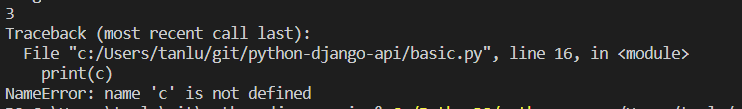 3
Traceback (most recent call last):
  File "c:/Users/tanlu/git/python-django-api/basic.py", line 16, in <module>
    print(c)
NameError: name 'c' is not defined